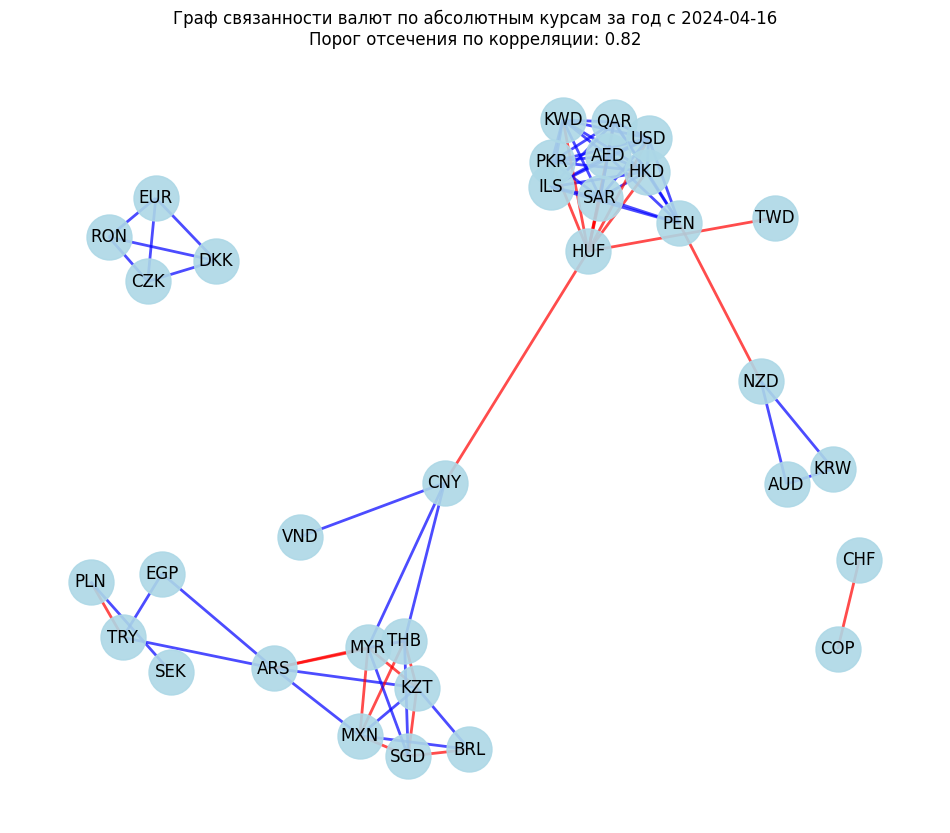 Граф связанности валют по абсолютным курсам за год с 2024-04-16
Порог отсечения по корреляции: 0.82
KWD
QAR
USD
PKR
AED
HKD
ILS
SAR
PEN
TWD
HUF
EUR
RON
DKK
CZK
NZD
KRW
AUD
CNY
VND
CHF
COP
PLN
EGP
TRY
SEK
ARS
MYR
THB
KZT
MXN
SGD
BRL